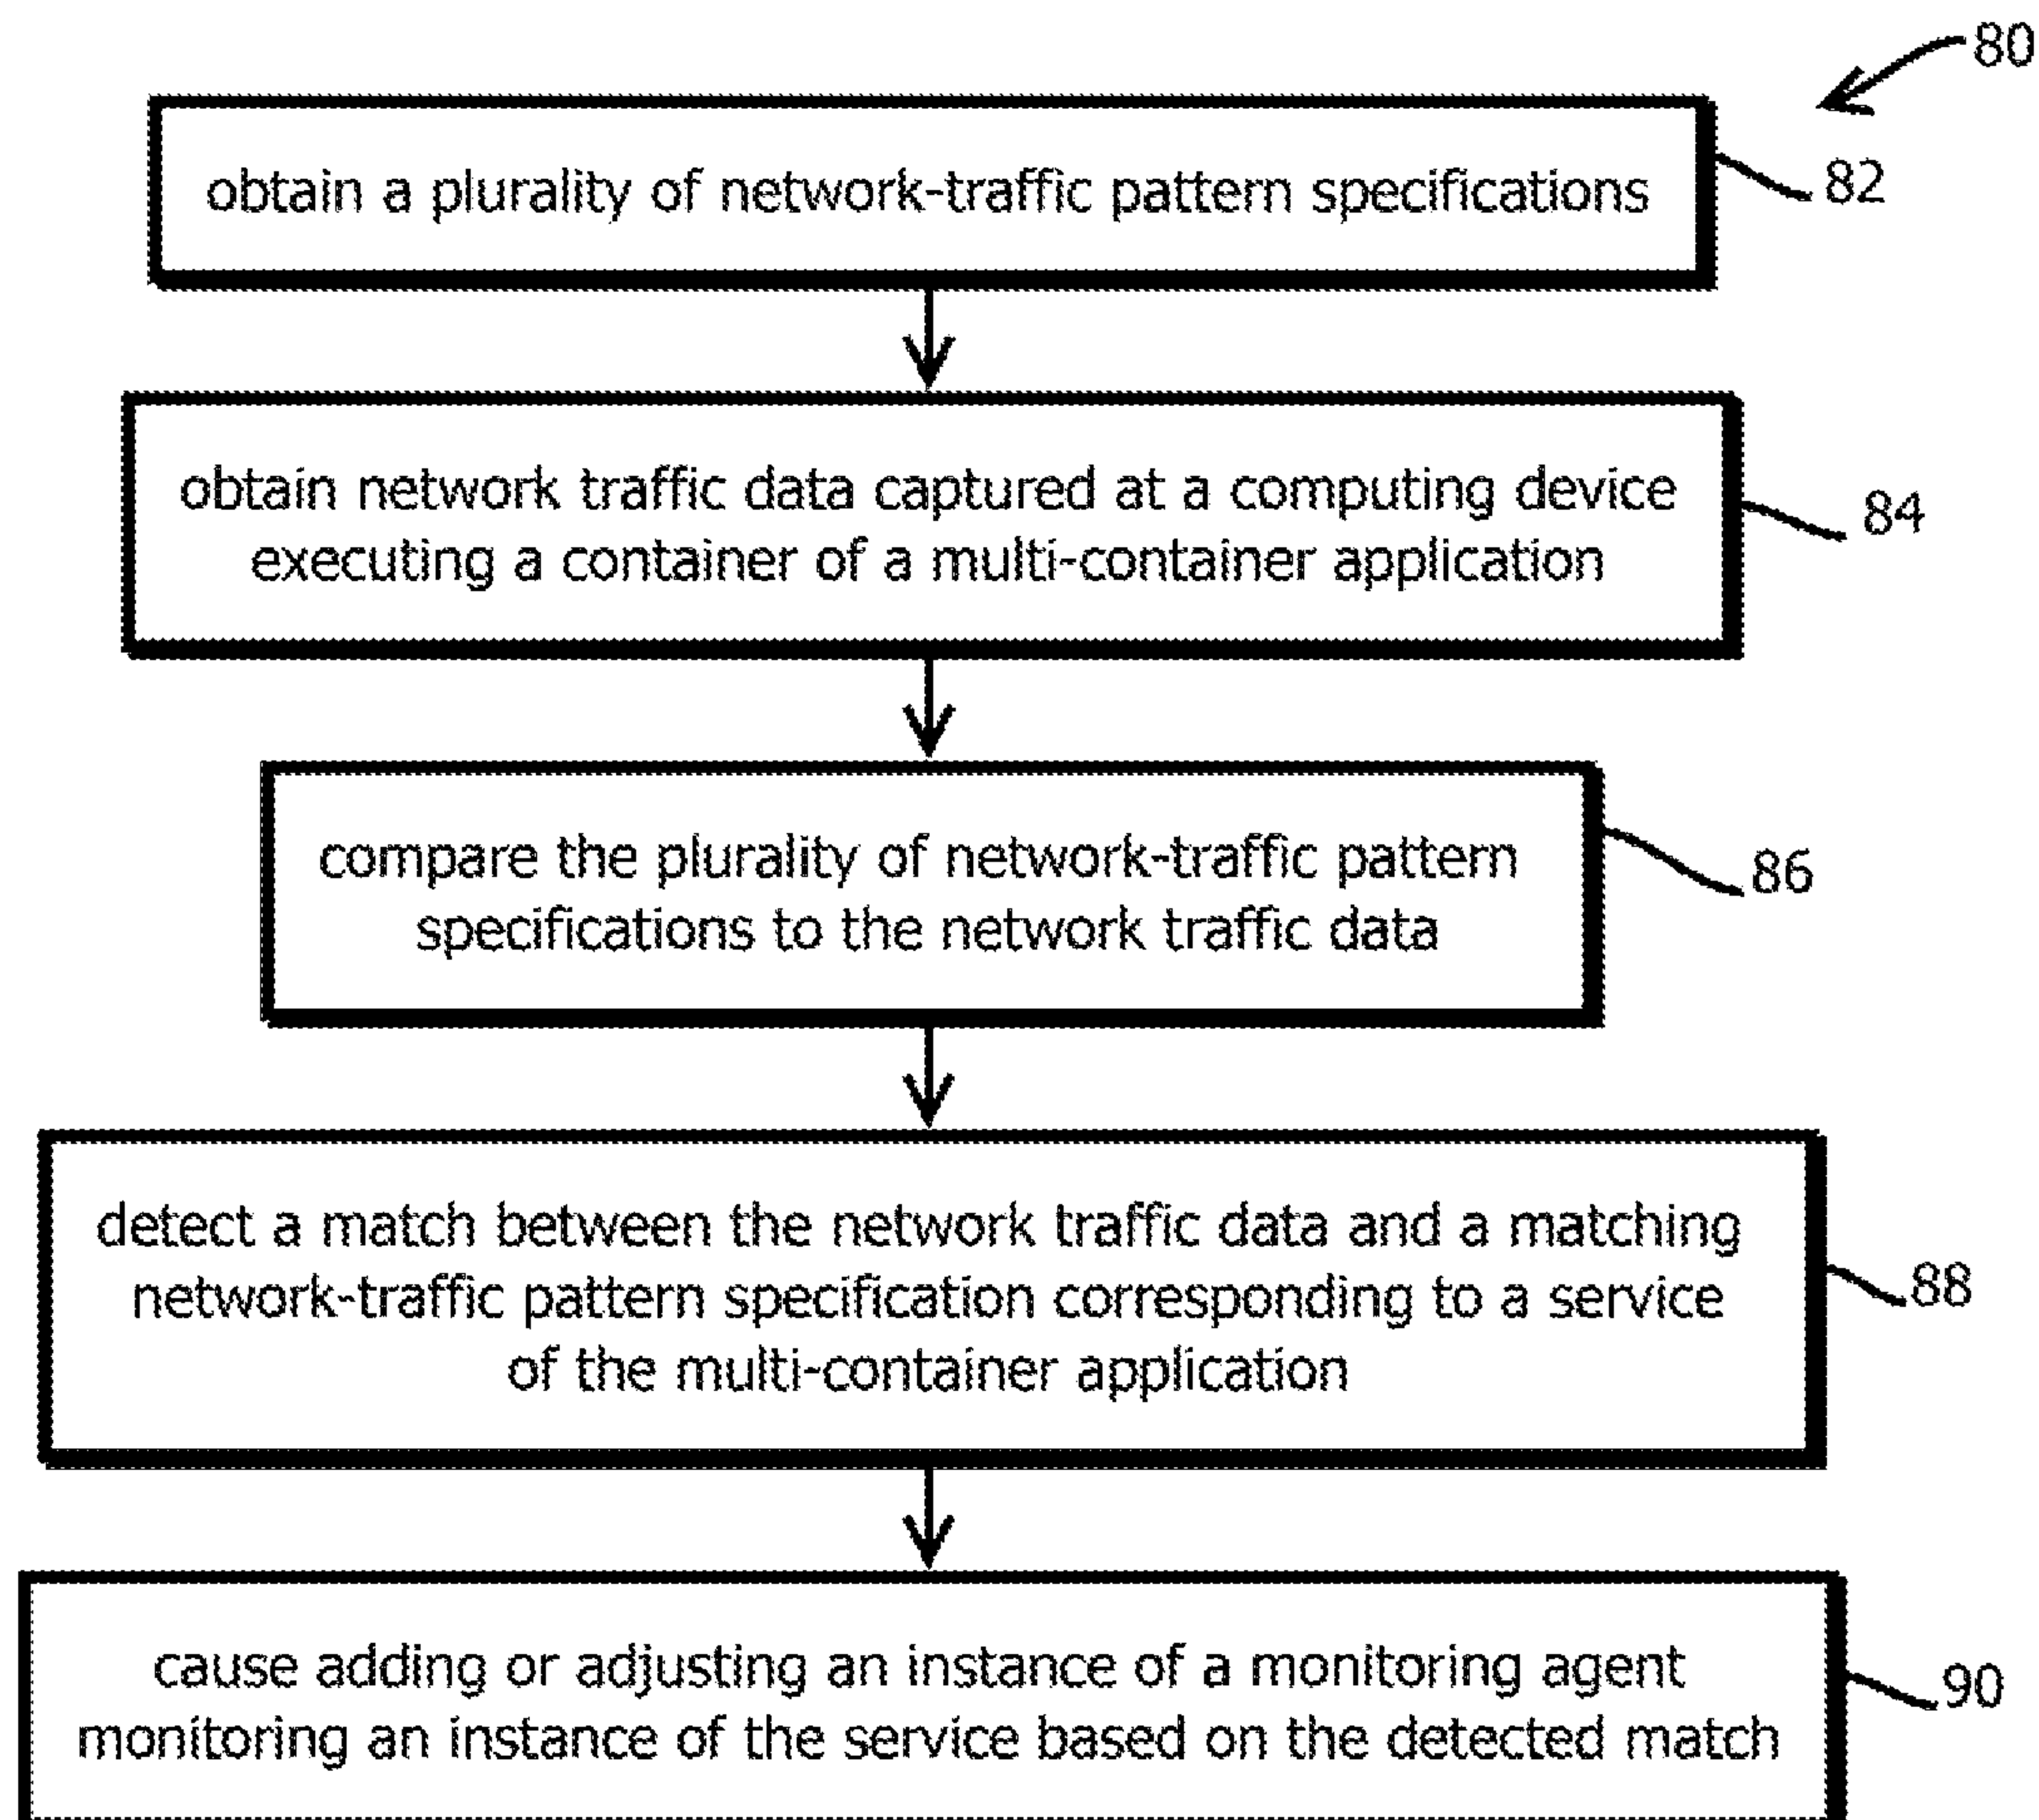 80
obtain a plurality of network-traffic pattern specifications
82
obtain network traffic data captured at a computing device
executing a container of a multi-container application
84
compare the plurality of network-traffic pattern
specifications to the network traffic data
86
detect a match between the network traffic data and a matching
network-traffic pattern specification corresponding to a service
of the multi-container application
88
cause adding or adjusting an instance of a monitoring agent
monitoring an instance of the service based on the detected match
90